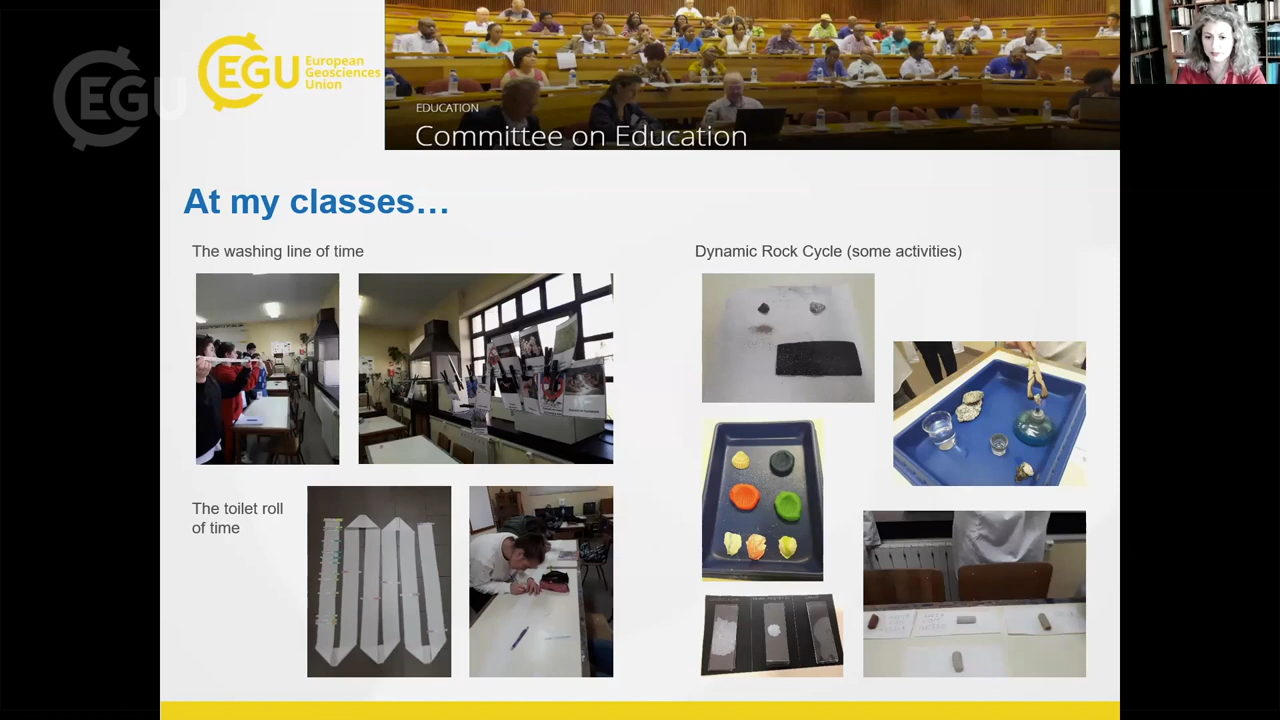 EGU
EGU
European
Geosciences
Union
EDUCATION
Committee on Education
At my classes…
The washing line of time
Dynamic Rock Cycle (some activities)
The toilet roll
of time